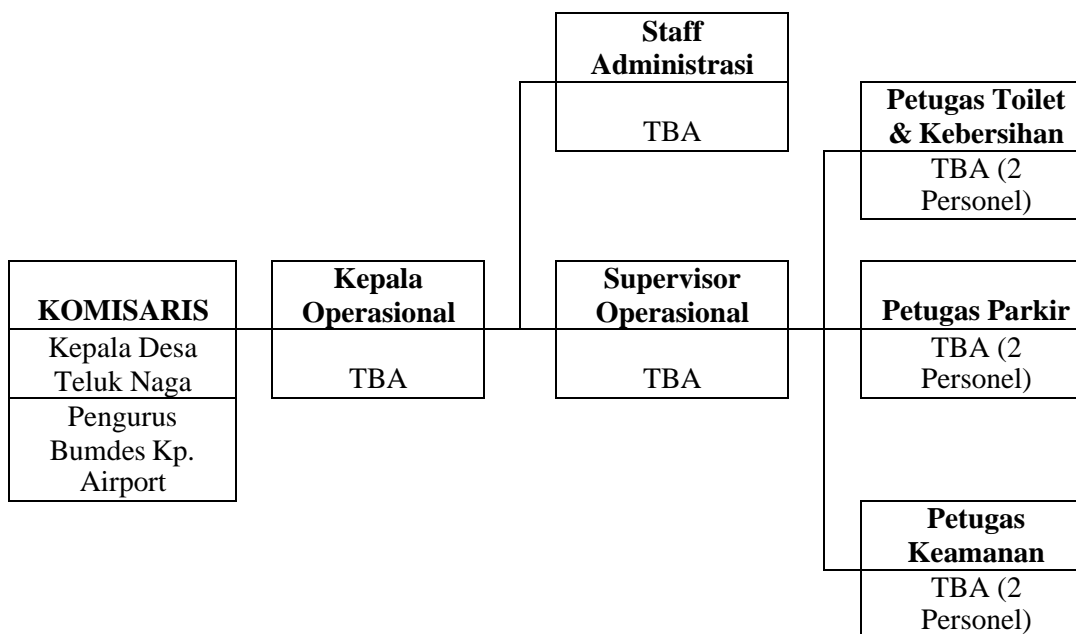 Staff
Administrasi
TBA
Petugas Toilet
& Kebersihan
TBA (2
Personel)
KOMISARIS
Kepala Desa
Teluk Naga
Pengurus
Bumdes Kp.
Airport
Kepala
Operasional
TBA
Supervisor
Operasional
TBA
Petugas Parkir
TBA (2
Personel)
Petugas
Keamanan
TBA (2
Personel)